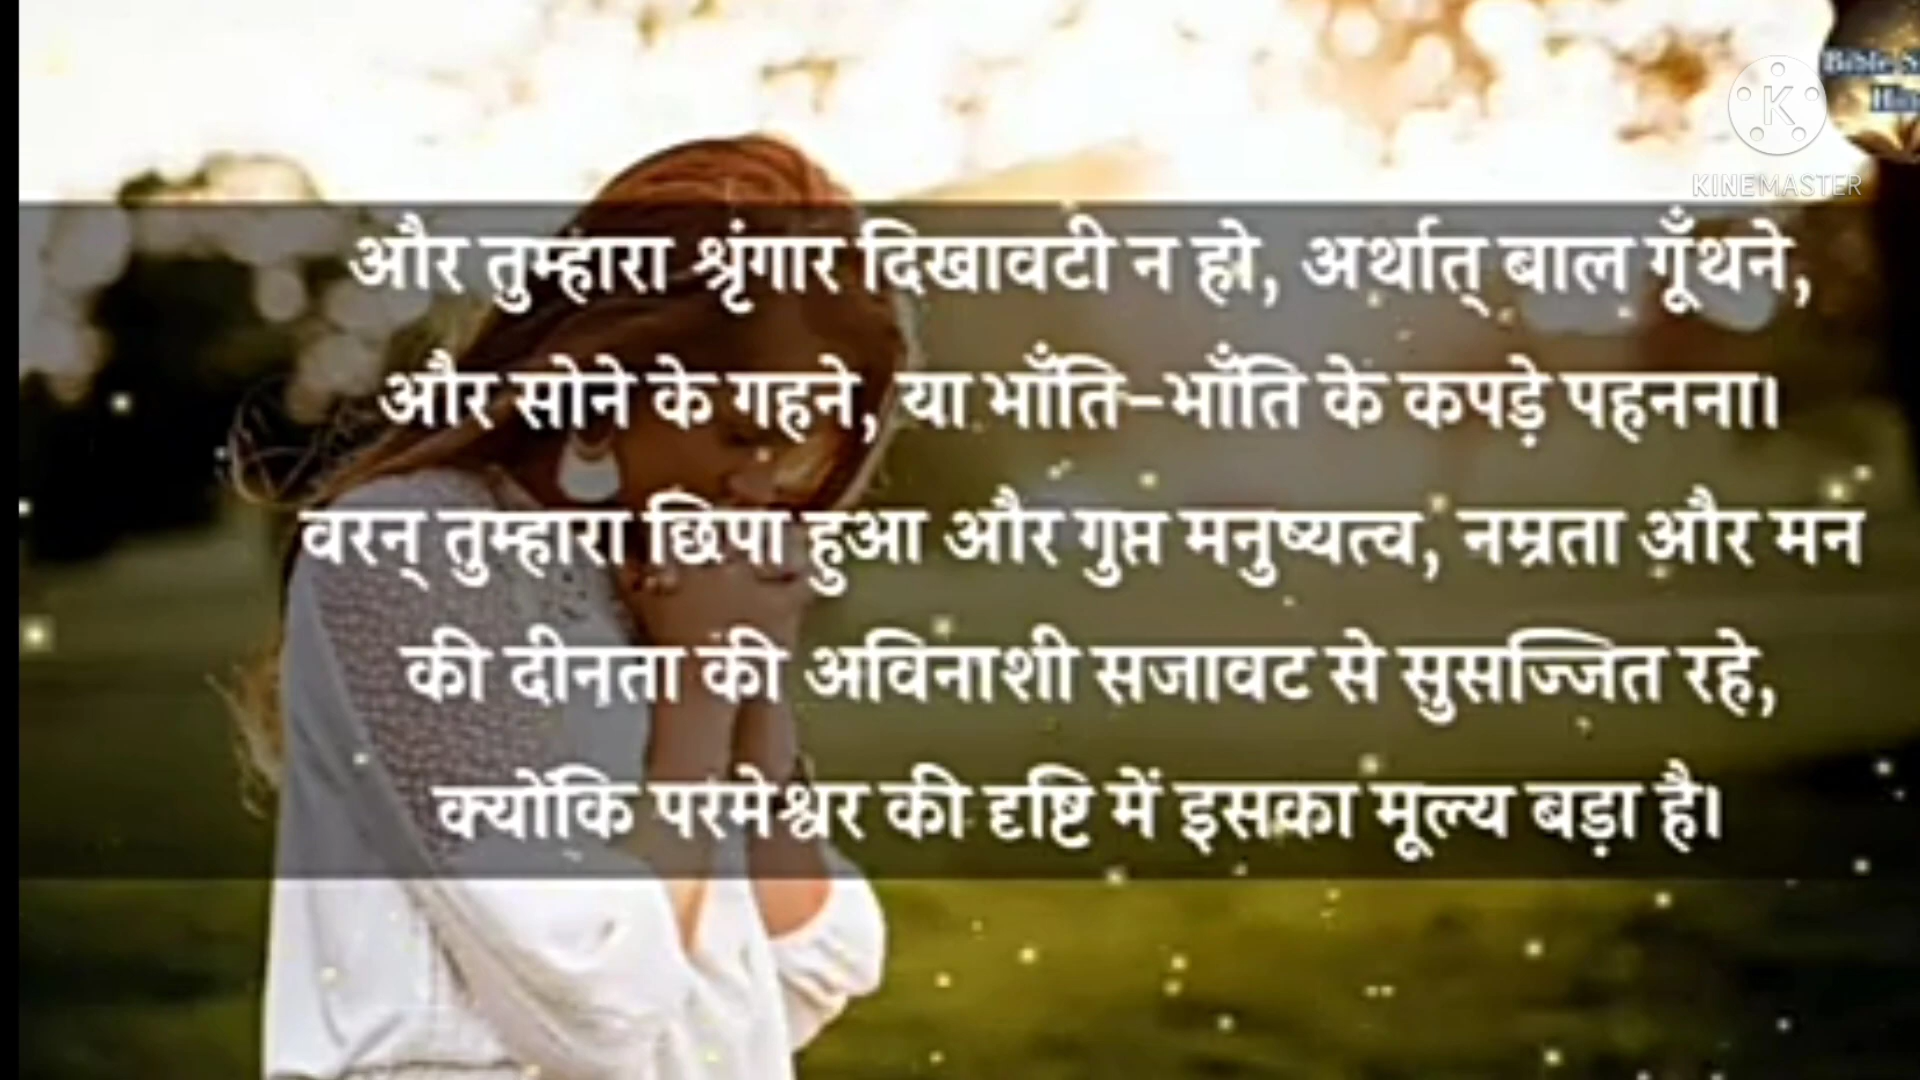 Bible
KINEMASTER
और तुम्हारा श्रृंगार दिखावटी न हो, अर्थात् बाल गूँथने,
और सोने के गहने, या भाँति-भाँति के कपड़े पहनना।
वरन् तुम्हारा छिपा हुआ और गुप्त मनुष्यत्व, नम्रता और मन
की दीनता की अविनाशी सजावट से सुसज्जित रहे,
क्योंकि परमेश्वर की दृष्टि में इसका मूल्य बड़ा है।